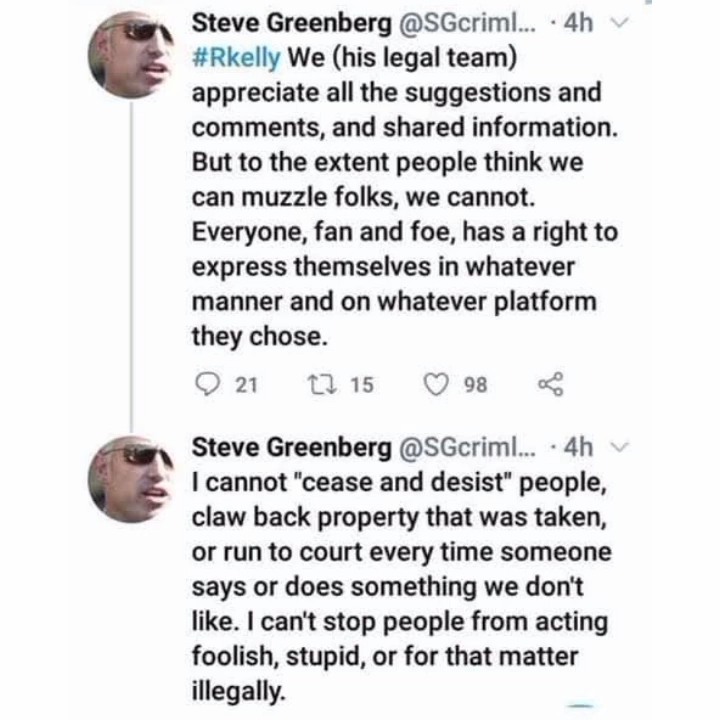 Steve Greenberg @SGcriml... · 4h
#Rkelly We (his legal team)
appreciate all the suggestions and
comments, and shared information.
But to the extent people think we
can muzzle folks, we cannot.
Everyone, fan and foe, has a right to
express themselves in whatever
manner and on whatever platform
they chose.
21 15 98
Steve Greenberg @SGcriml... · 4h
I cannot "cease and desist" people,
claw back property that was taken,
or run to court every time someone
says or does something we don't
like. I can't stop people from acting
foolish, stupid, or for that matter
illegally.